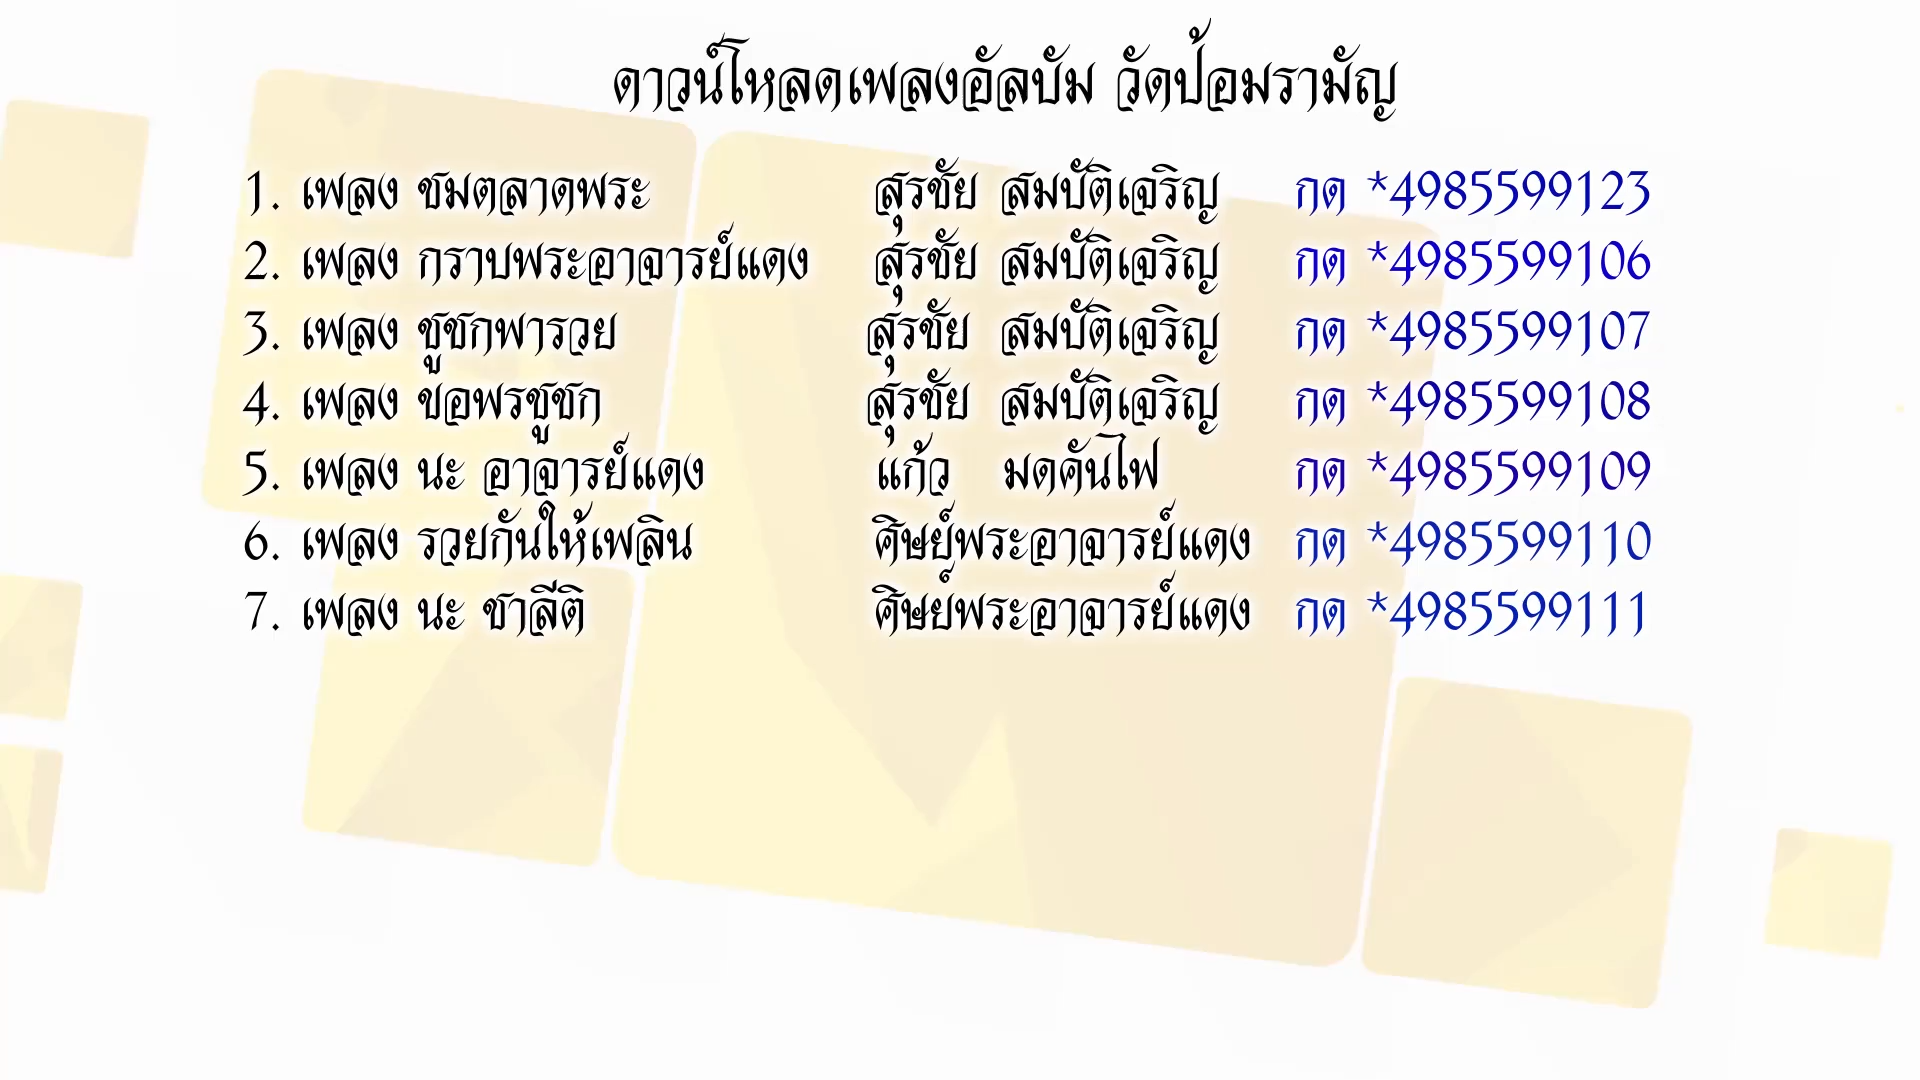 ดาวน์โหลดเพลงอัลบัม วัดป้อมรามัญ
1. เพลง ชมตลาดพระ สุรชัย สมบัติเจริญ กด *4985599123
2. เพลง กราบพระอาจารย์แดง สุรชัย สมบัติเจริญ กด *4985599106
3. เพลง ชูชกพารวย สุรชัย สมบัติเจริญ กด *4985599107
4. เพลง ขอพรชูชก สุรชัย สมบัติเจริญ กด *4985599108
5. เพลง นะ อาจารย์แดง แก้ว มดคันไฟ กด *4985599109
6. เพลง รวยกันให้เพลิน ศิษย์พระอาจารย์แดง กด *4985599110
7. เพลง นะ ชาลีติ ศิษย์พระอาจารย์แดง กด *4985599111